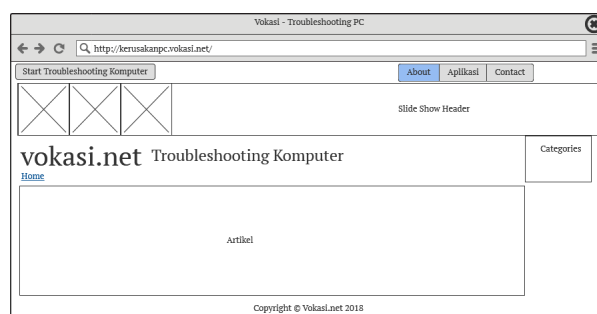 Vokasi - Troubleshooting PC
http://kerusakanpc.vokasi.net/
Start Troubleshooting Komputer
About Aplikasi Contact
Slide Show Header
vokasi.net Troubleshooting Komputer
Categories
Home
Artikel
Copyright © Vokasi.net 2018